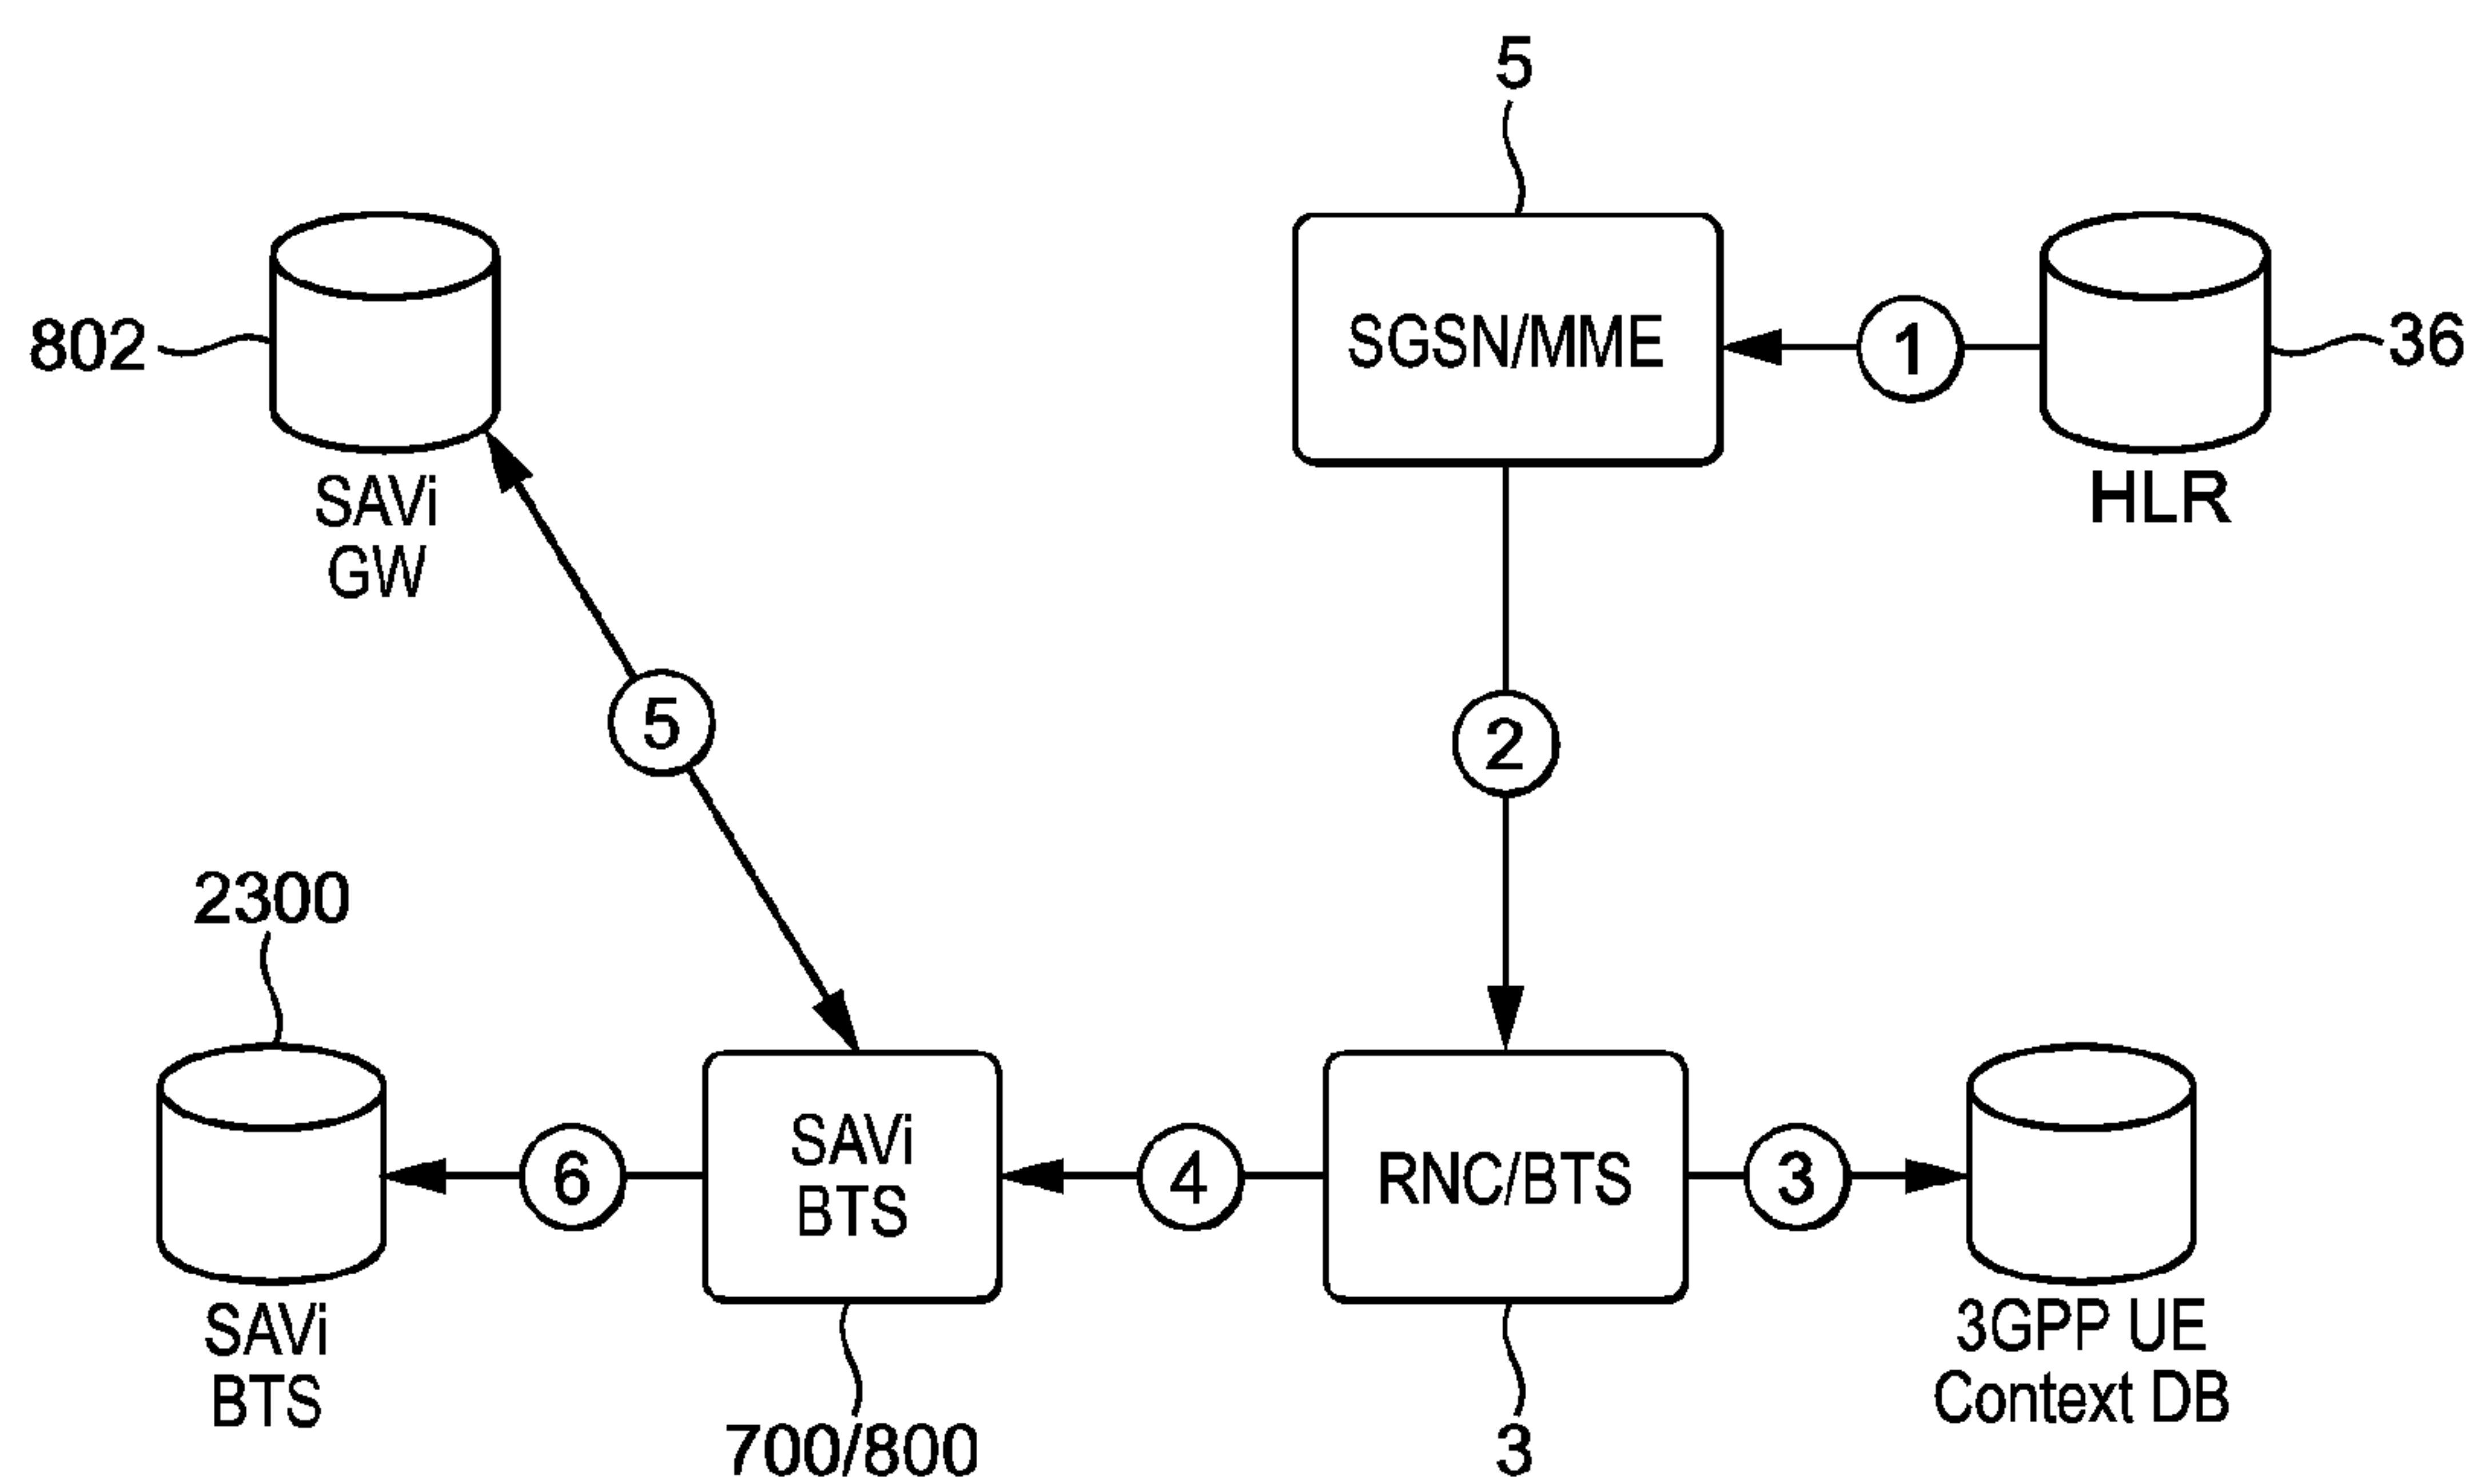 5
802
SGSN/MME
1
36
SAVi
GW
HLR
5
2
2300
SAVi
BTS
6
4
RNC/BTS
3
SAVi
BTS
3GPP UE
Context DB
700/800
3